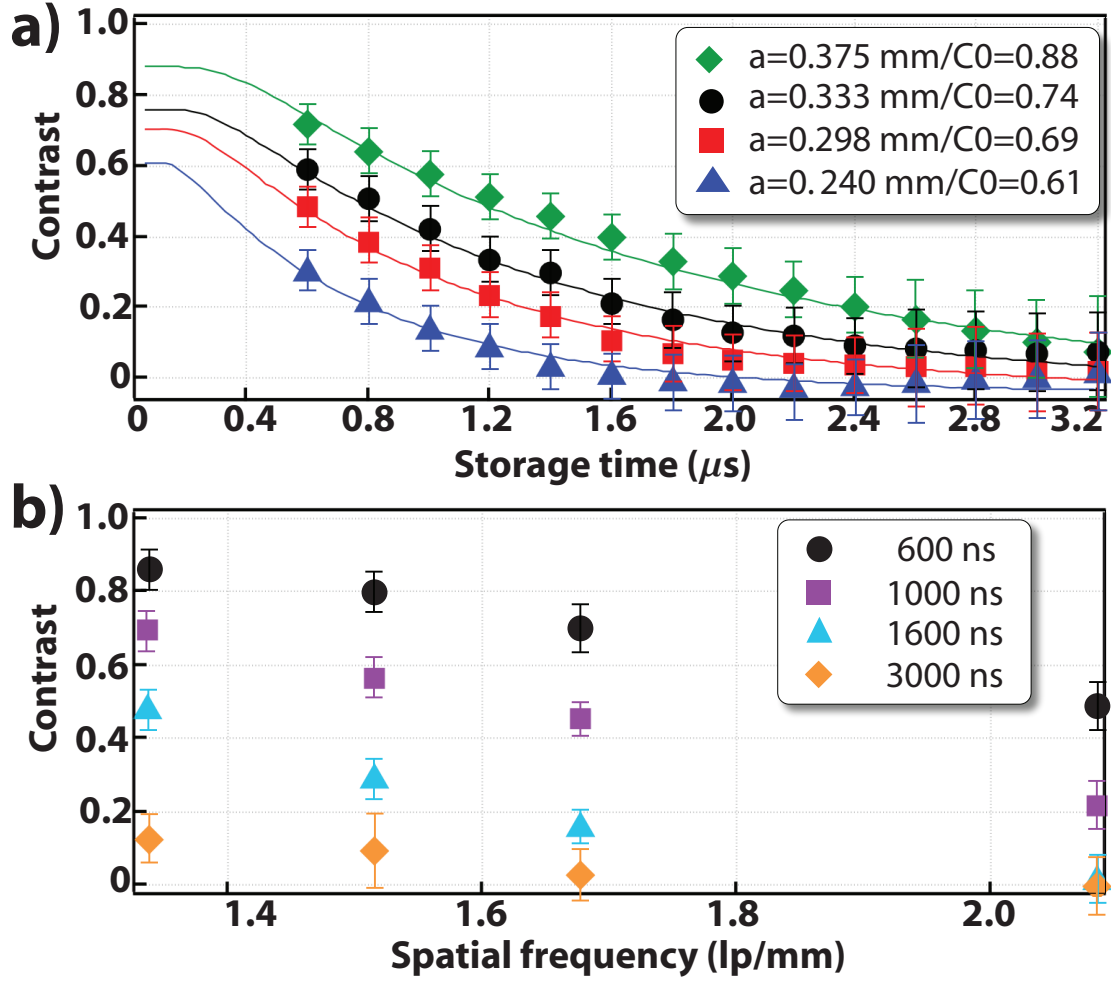 a)
1.0
0.8
0.6
0.4
0.2
0
Contrast
a=0.375 mm/C0=0.88
a=0.333 mm/C0=0.74
a=0.298 mm/C0=0.69
a=0. 240 mm/C0=0.61
0 0.4 0.8 1.2 1.6 2.0 2.4 2.8 3.2
Storage time (μs)
b)
1.0
0.8
0.6
0.4
0.2
0
Contrast
600 ns
1000 ns
1600 ns
3000 ns
1.4 1.6 1.8 2.0
Spatial frequency (lp/mm)